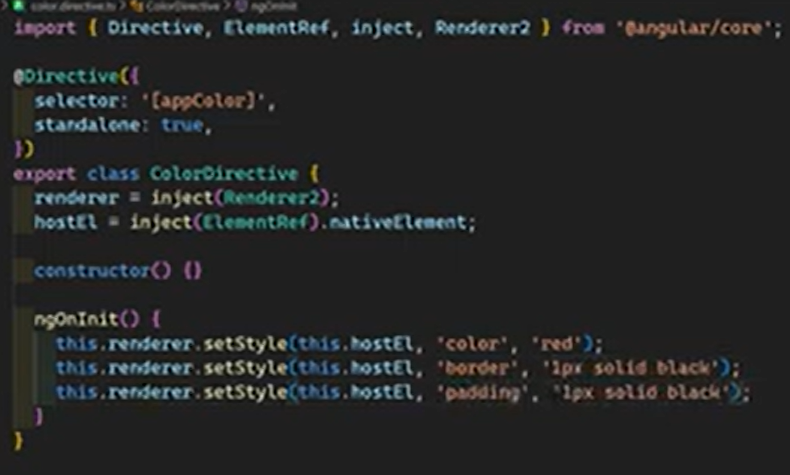 color.directive.ts > ColorDirective > ngOnInit
import { Directive, ElementRef, inject, Renderer2 } from '@angular/core';
@Directive({
selector: '[appColor]',
standalone: true,
})
export class ColorDirective {
renderer = inject(Renderer2);
hostEl = inject(ElementRef).nativeElement;
constructor() {}
ngOnInit() {
this.renderer.setStyle(this.hostEl, 'color', 'red');
this.renderer.setStyle(this.hostEl, 'border', '1px solid black');
this.renderer.setStyle(this.hostEl, 'padding', '1px solid black');
}
}